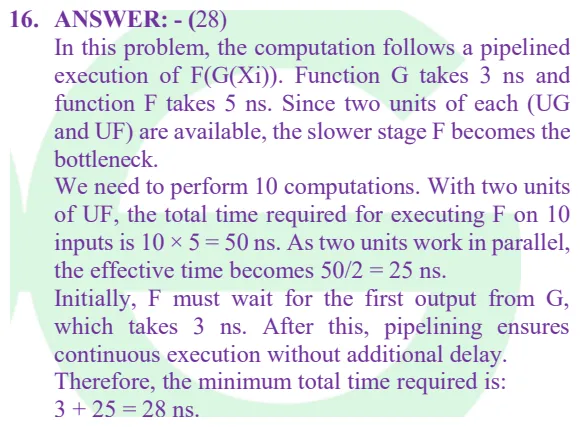 16. ANSWER: - (28)
In this problem, the computation follows a pipelined
execution of F(G(Xi)). Function G takes 3 ns and
function F takes 5 ns. Since two units of each (UG
and UF) are available, the slower stage F becomes the
bottleneck.
We need to perform 10 computations. With two units
of UF, the total time required for executing F on 10
inputs is 10 × 5 = 50 ns. As two units work in parallel,
the effective time becomes 50/2 = 25 ns.
Initially, F must wait for the first output from G,
which takes 3 ns. After this, pipelining ensures
continuous execution without additional delay.
Therefore, the minimum total time required is:
3 + 25 = 28 ns.